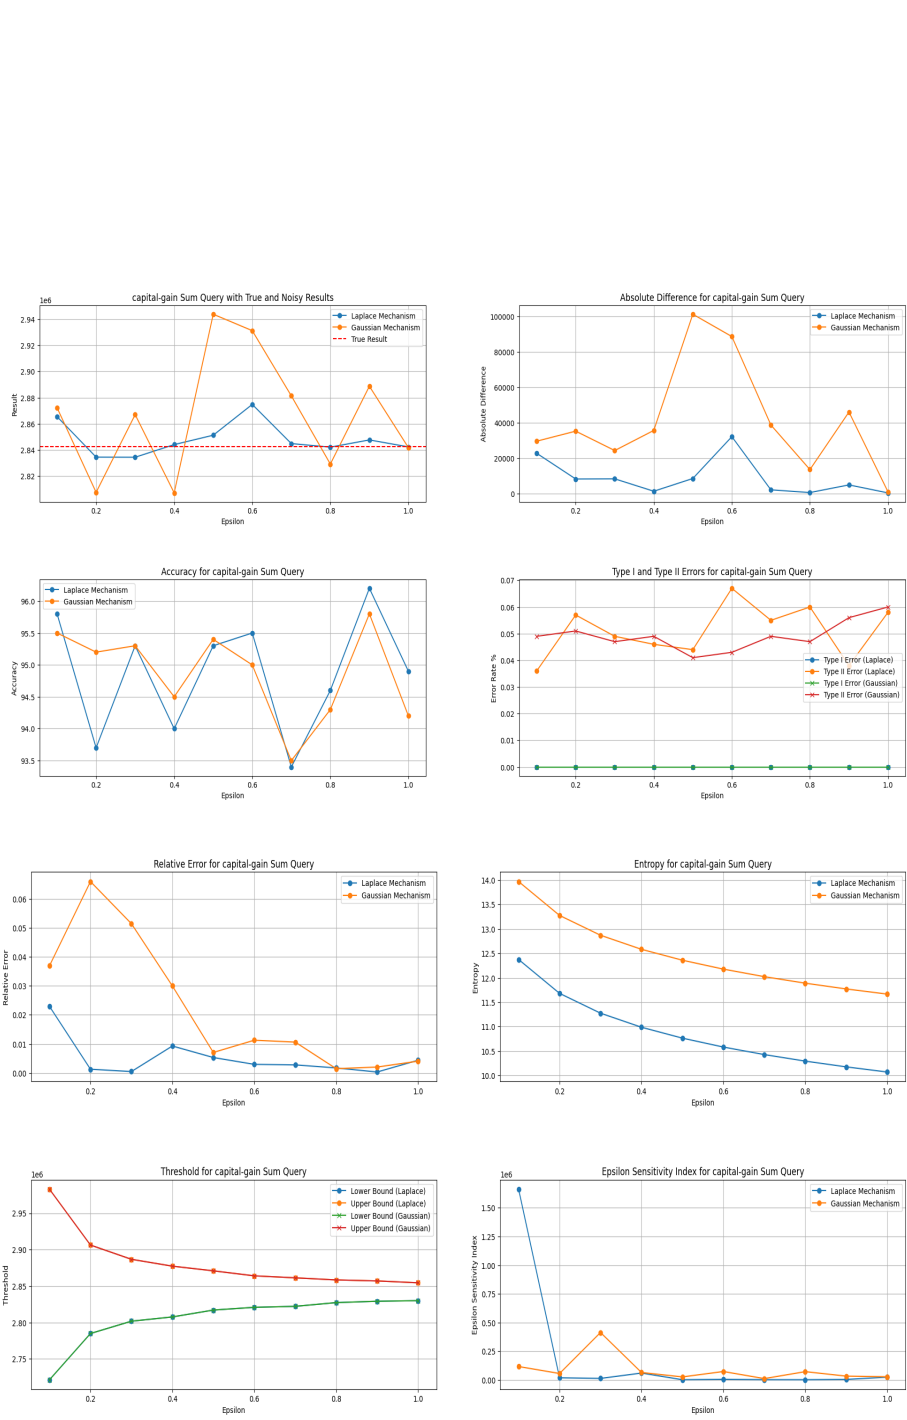 capital-gain Sum Query with True and Noisy Results
1e6
2.94
2.92
2.90
2.88
2.86
2.84
2.82
Result
0.2
0.4
0.6
0.8
1.0
Epsilon
Laplace Mechanism
Gaussian Mechanism
True Result
Absolute Difference for capital-gain Sum Query
100000
80000
60000
40000
20000
0
Absolute Difference
0.2
0.4
0.6
0.8
1.0
Epsilon
Laplace Mechanism
Gaussian Mechanism
Accuracy for capital-gain Sum Query
96.0
95.5
95.0
94.5
94.0
93.5
Accuracy
0.2
0.4
0.6
0.8
1.0
Epsilon
Laplace Mechanism
Gaussian Mechanism
Type I and Type II Errors for capital-gain Sum Query
0.07
0.06
0.05
0.04
0.03
0.02
0.01
0.00
Error Rate %
0.2
0.4
0.6
0.8
1.0
Epsilon
Type I Error (Laplace)
Type II Error (Laplace)
Type I Error (Gaussian)
Type II Error (Gaussian)
Relative Error for capital-gain Sum Query
0.06
0.05
0.04
0.03
0.02
0.01
0.00
Relative Error
0.2
0.4
0.6
0.8
1.0
Epsilon
Laplace Mechanism
Gaussian Mechanism
Entropy for capital-gain Sum Query
14.0
13.5
13.0
12.5
12.0
11.5
11.0
10.5
10.0
Entropy
0.2
0.4
0.6
0.8
1.0
Epsilon
Laplace Mechanism
Gaussian Mechanism
Threshold for capital-gain Sum Query
1e6
2.95
2.90
2.85
2.80
2.75
Threshold
0.2
0.4
0.6
0.8
1.0
Epsilon
Lower Bound (Laplace)
Upper Bound (Laplace)
Lower Bound (Gaussian)
Upper Bound (Gaussian)
Epsilon Sensitivity Index for capital-gain Sum Query
1e6
1.50
1.25
1.00
0.75
0.50
0.25
0.00
Epsilon Sensitivity Index
0.2
0.4
0.6
0.8
1.0
Epsilon
Laplace Mechanism
Gaussian Mechanism